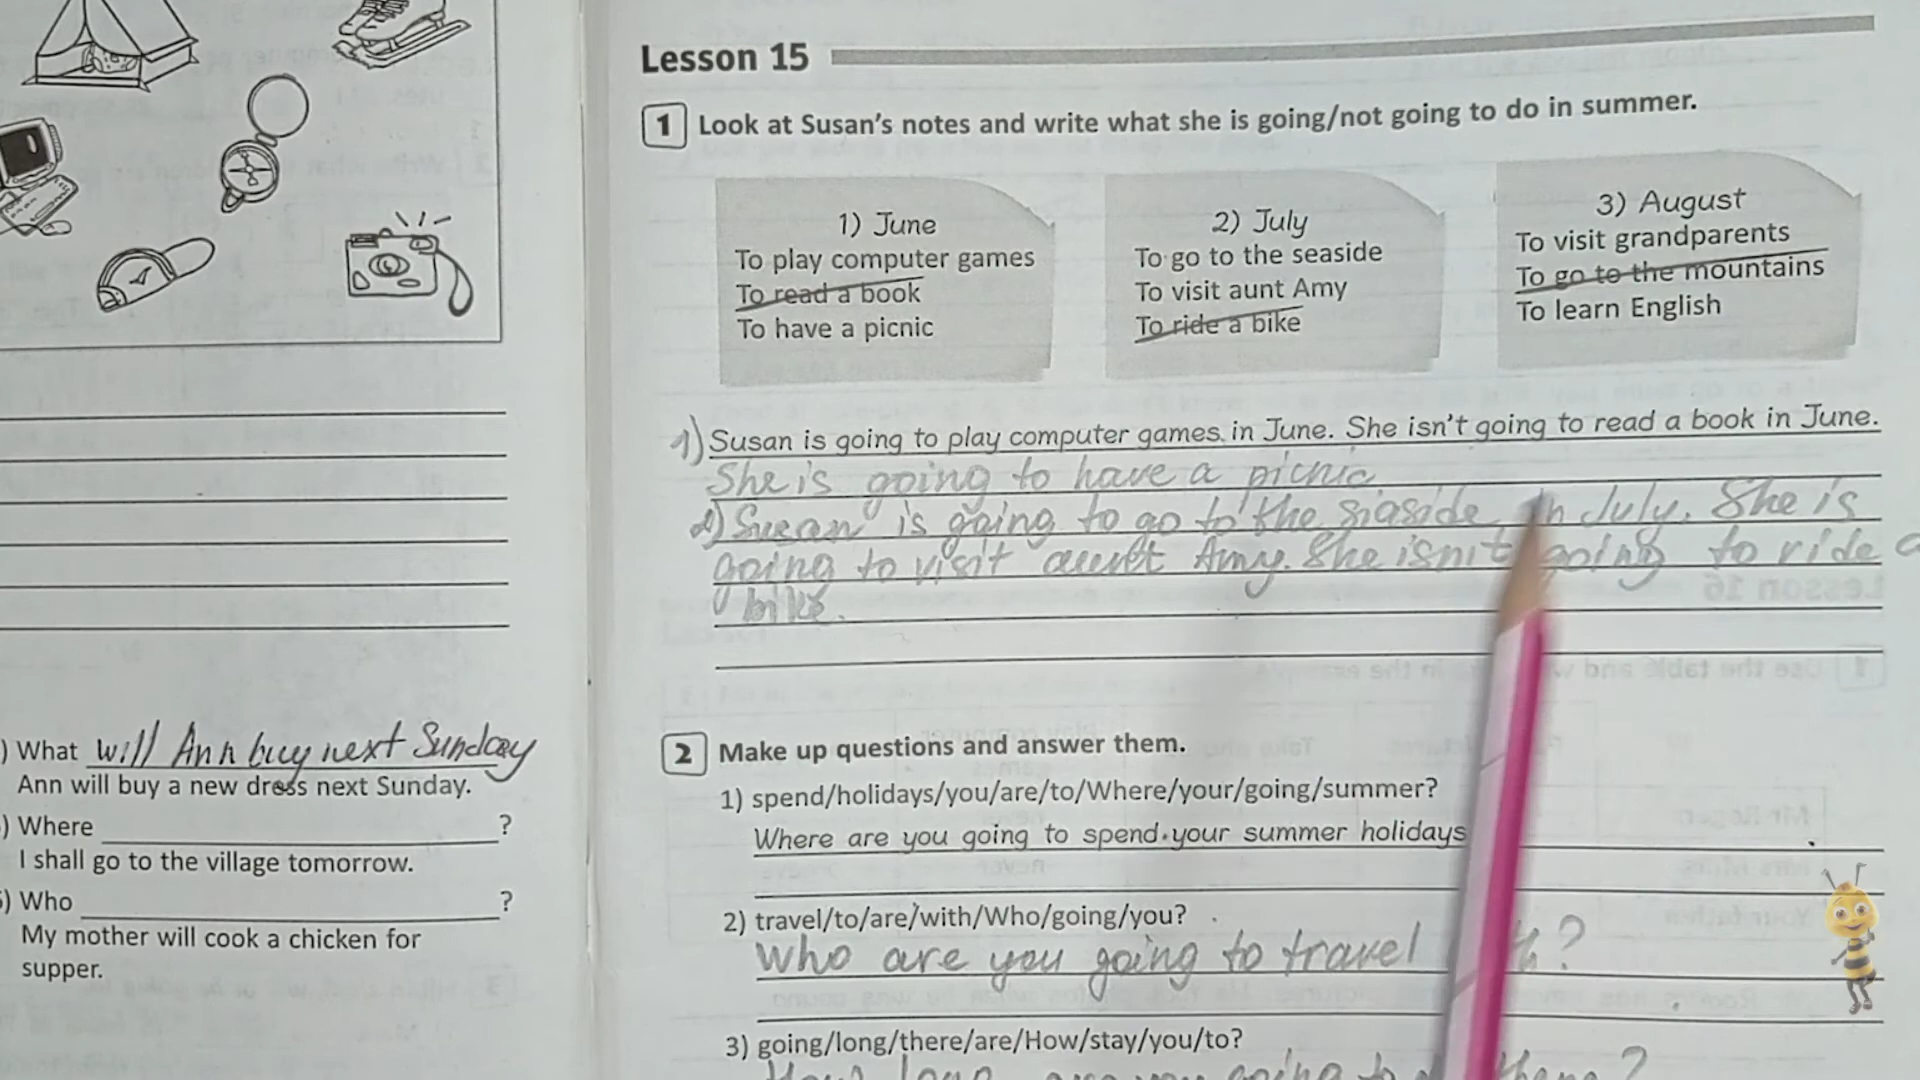 What will Ann buy next Sunday
Ann will buy a new dress next Sunday.
) Where ?
I shall go to the village tomorrow.
) Who ?
My mother will cook a chicken for
supper.
Lesson 15
1 Look at Susan's notes and write what she is going/not going to do in summer.
1) June
To play computer games
To read a book
To have a picnic
2) July
To go to the seaside
To visit aunt Amy
To ride a bike
3) August
To visit grandparents
To go to the mountains
To learn English
1) Susan is going to play computer games in June. She isn't going to read a book in June.
She is going to have a picnic
2) Susan is going to go to the siaside in July. She is
going to visit aunt Amy. She isn't going to ride a
bike.
2 Make up questions and answer them.
1) spend/holidays/you/are/to/Where/your/going/summer?
Where are you going to spend your summer holidays
2) travel/to/are/with/Who/going/you?
who are you going to travel ?
3) going/long/there/are/How/stay/you/to?
How long are you going to there?